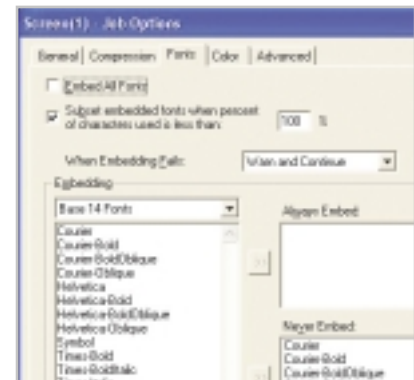 Screen(1) - Job Options
General Compression Fonts Color Advanced
Embed All Fonts
Subset embedded fonts when percent
of characters used is less than: 100 %
When Embedding Fails: Warn and Continue
Embedding
Base 14 Fonts
Always Embed:
Courier
Courier-Bold
Courier-BoldOblique
Courier-Oblique
Helvetica
Helvetica-Bold
Helvetica-BoldOblique
Helvetica-Oblique
Never Embed:
Symbol
Courier
Times-Bold
Courier-Bold
Times-BoldItalic
Courier-BoldOblique